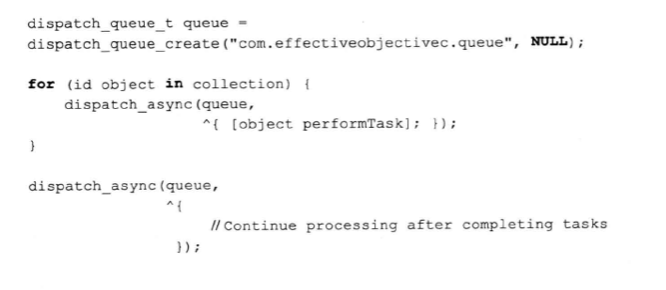 dispatch_queue_t queue =
dispatch_queue_create("com.effectiveobjectivec.queue", NULL);
for (id object in collection) {
dispatch_async(queue,
^{ [object performTask]; });
}
dispatch_async(queue,
^{
// Continue processing after completing tasks
});